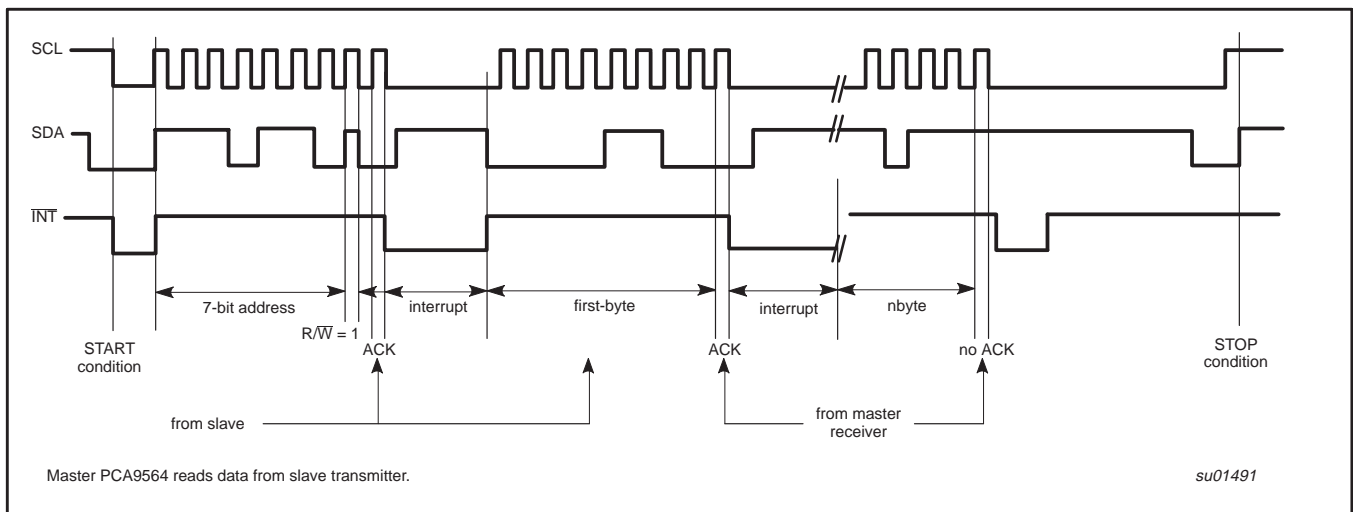 SCL
SDA
INT
7-bit address
interrupt
first-byte
interrupt
nbyte
R/W = 1
START
condition
ACK
ACK
no ACK
STOP
condition
from slave
from master
receiver
Master PCA9564 reads data from slave transmitter.
su01491